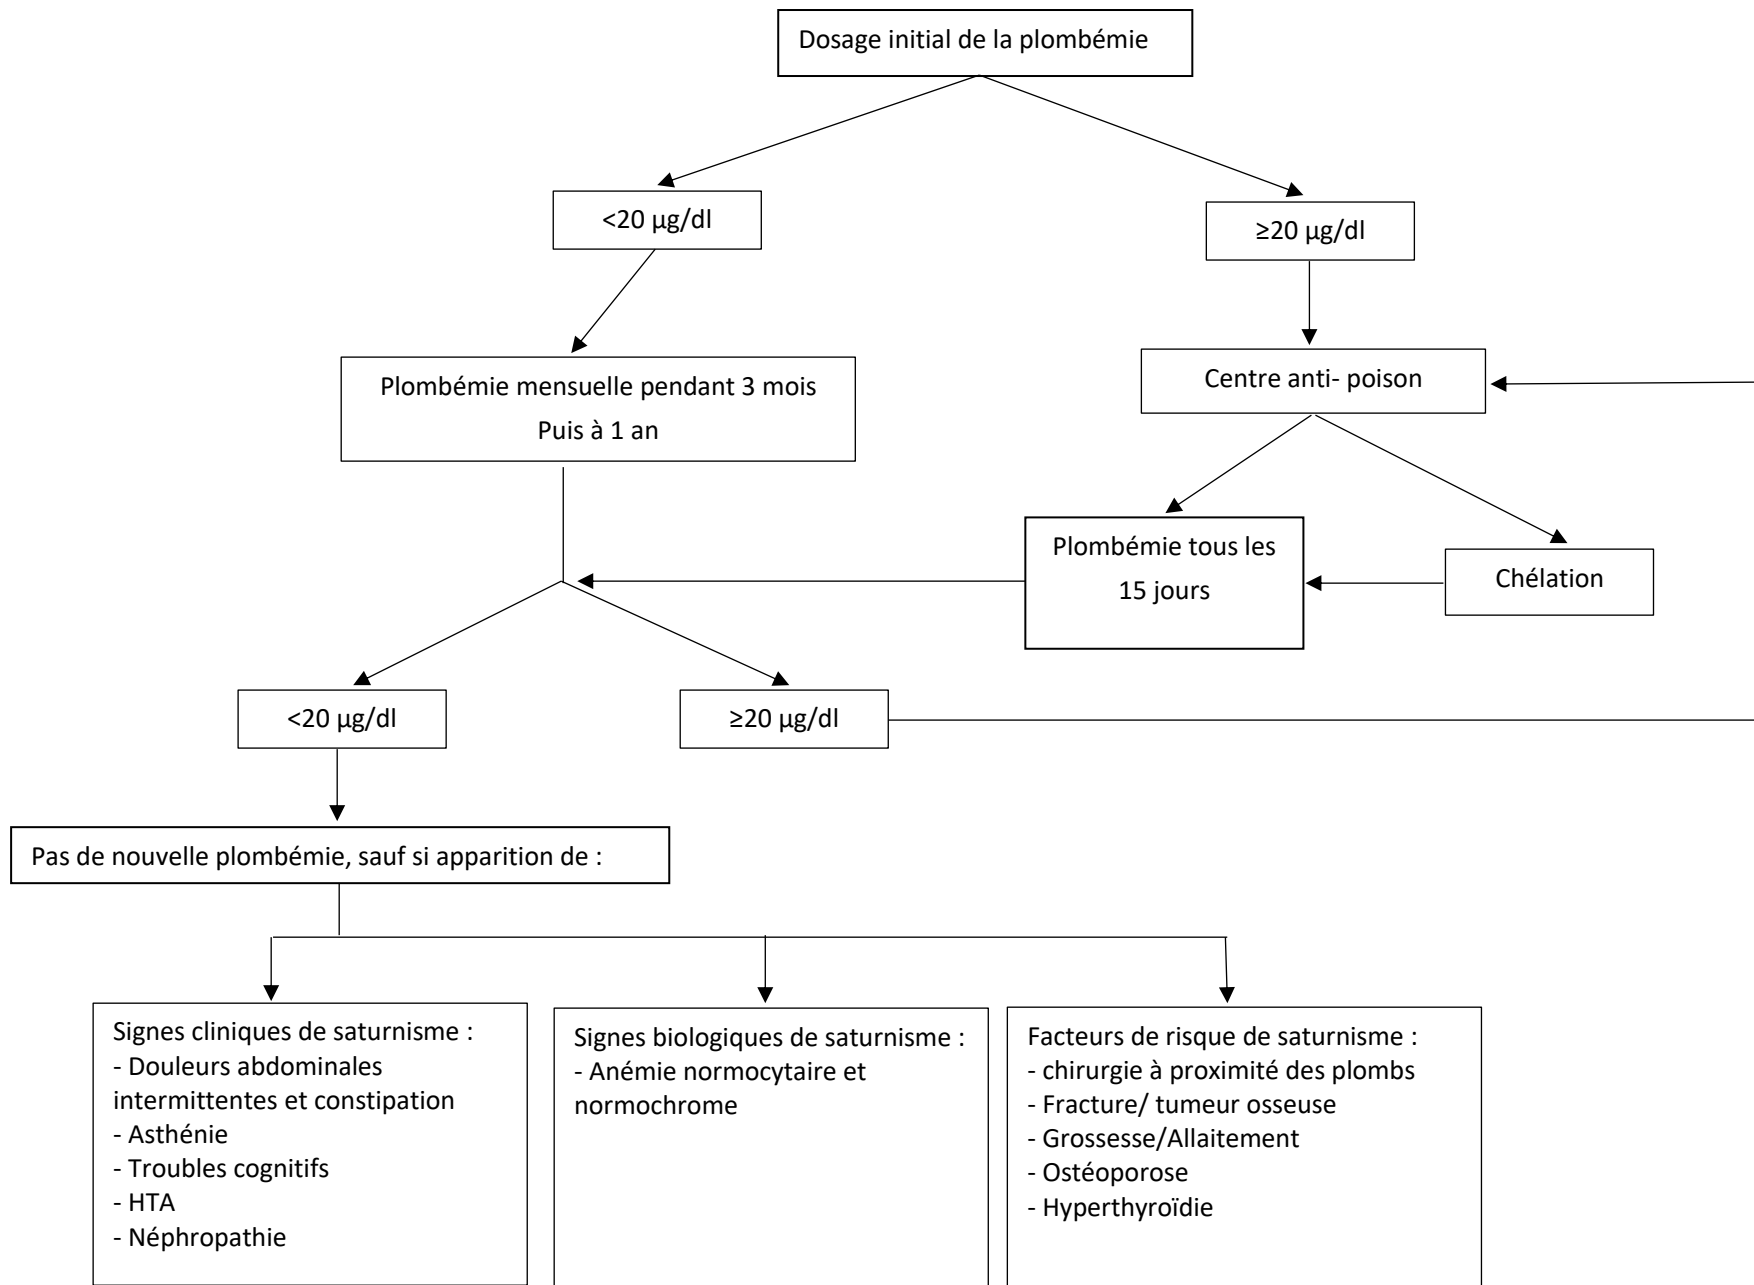 Dosage initial de la plombémie
<20 µg/dl
≥20 µg/dl
Plombémie mensuelle pendant 3 mois
Puis à 1 an
Centre anti- poison
Plombémie tous les
15 jours
Chélation
<20 µg/dl
≥20 µg/dl
Pas de nouvelle plombémie, sauf si apparition de :
Signes cliniques de saturnisme :
- Douleurs abdominales
intermittentes et constipation
- Asthénie
- Troubles cognitifs
- HTA
- Néphropathie
Signes biologiques de saturnisme :
- Anémie normocytaire et
normochrome
Facteurs de risque de saturnisme :
- chirurgie à proximité des plombs
- Fracture/ tumeur osseuse
- Grossesse/Allaitement
- Ostéoporose
- Hyperthyroïdie